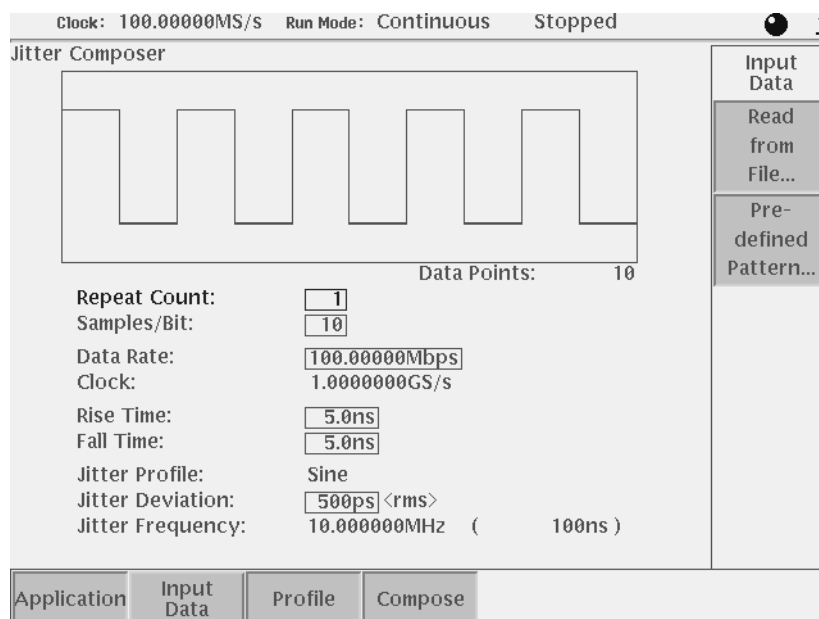 Clock: 100.00000MS/s Run Mode: Continuous Stopped
Jitter Composer
Data Points: 10
Repeat Count: 1
Samples/Bit: 10
Data Rate: 100.00000Mbps
Clock: 1.0000000GS/s
Rise Time: 5.0ns
Fall Time: 5.0ns
Jitter Profile: Sine
Jitter Deviation: 500ps <rms>
Jitter Frequency: 10.000000MHz ( 100ns )
Input
Data
Read
from
File...
Pre-
defined
Pattern...
Application
Input
Data
Profile
Compose